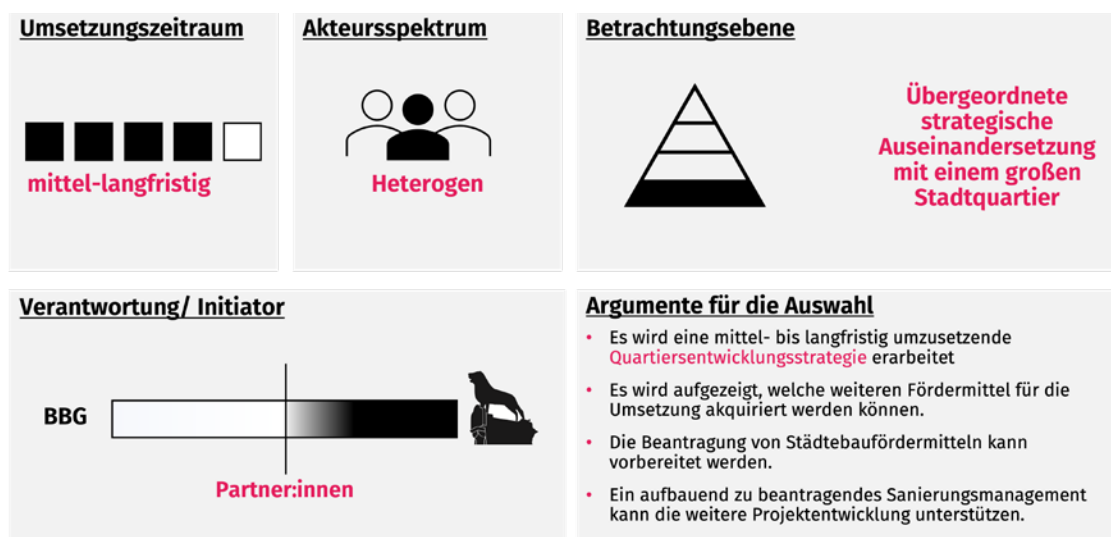 Umsetzungszeitraum
mittel-langfristig
Akteursspektrum
Heterogen
Betrachtungsebene
Übergeordnete
strategische
Auseinandersetzung
mit einem großen
Stadtquartier
Verantwortung/ Initiator
BBG
Partner:innen
Argumente für die Auswahl
• Es wird eine mittel- bis langfristig umzusetzende
Quartiersentwicklungsstrategie erarbeitet
• Es wird aufgezeigt, welche weiteren Fördermittel für die
Umsetzung akquiriert werden können.
• Die Beantragung von Städtebaufördermitteln kann
vorbereitet werden.
• Ein aufbauend zu beantragendes Sanierungsmanagement
kann die weitere Projektentwicklung unterstützen.